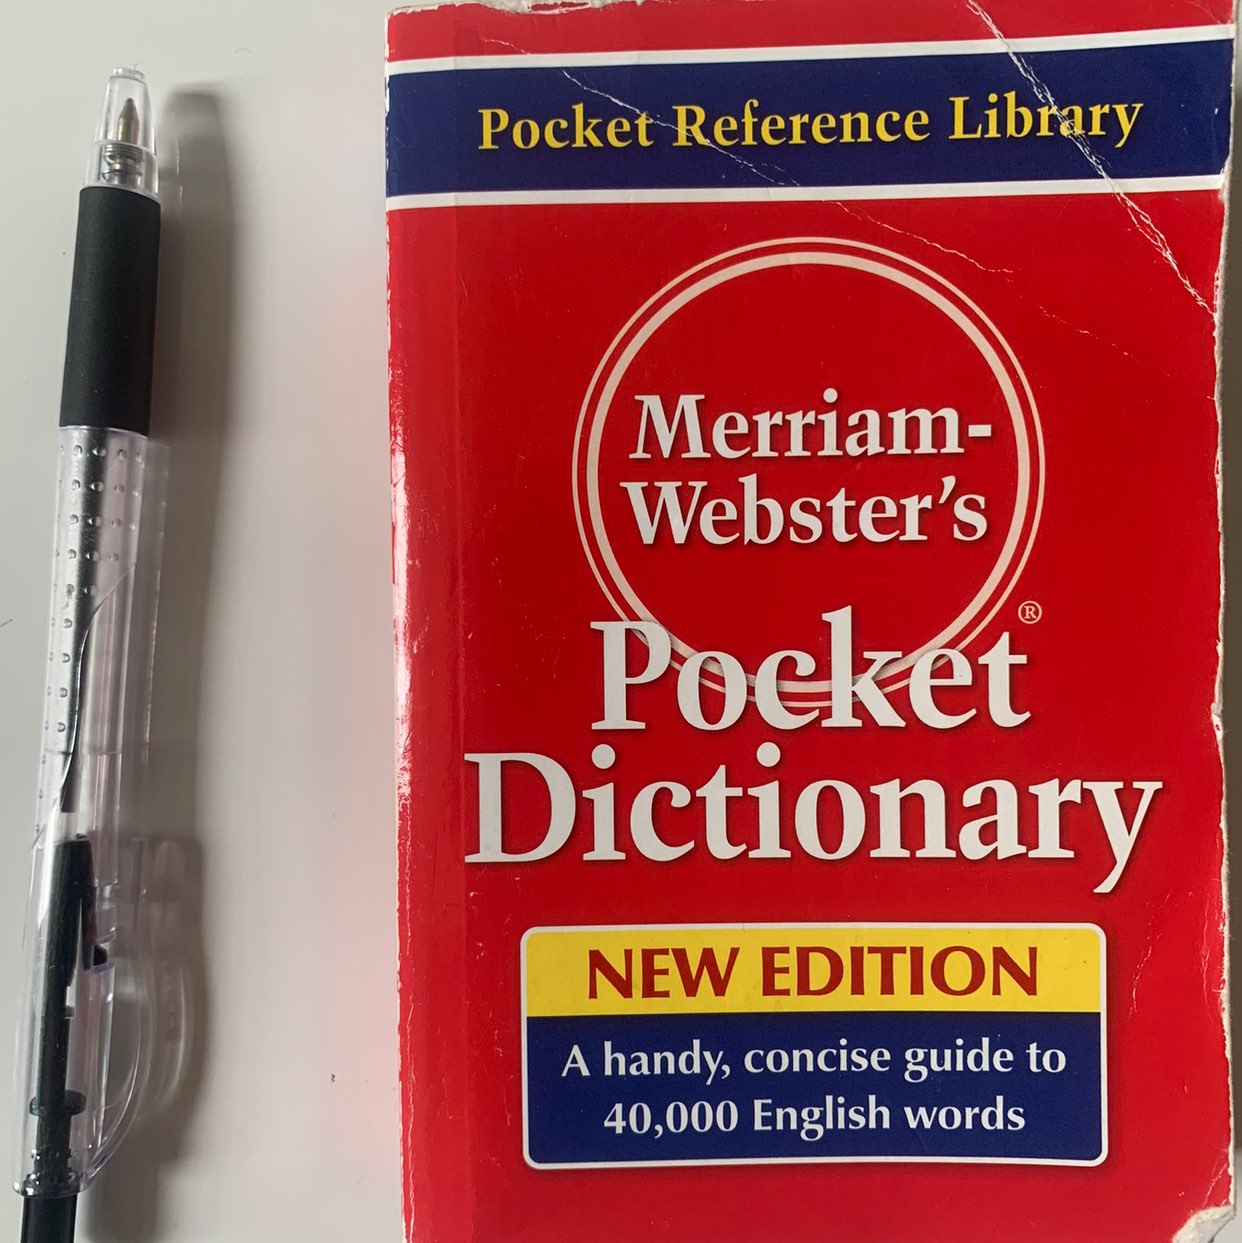 Pocket Reference Library
Merriam-
Webster's
®
Pocket
Dictionary
NEW EDITION
A handy, concise guide to
40,000 English words